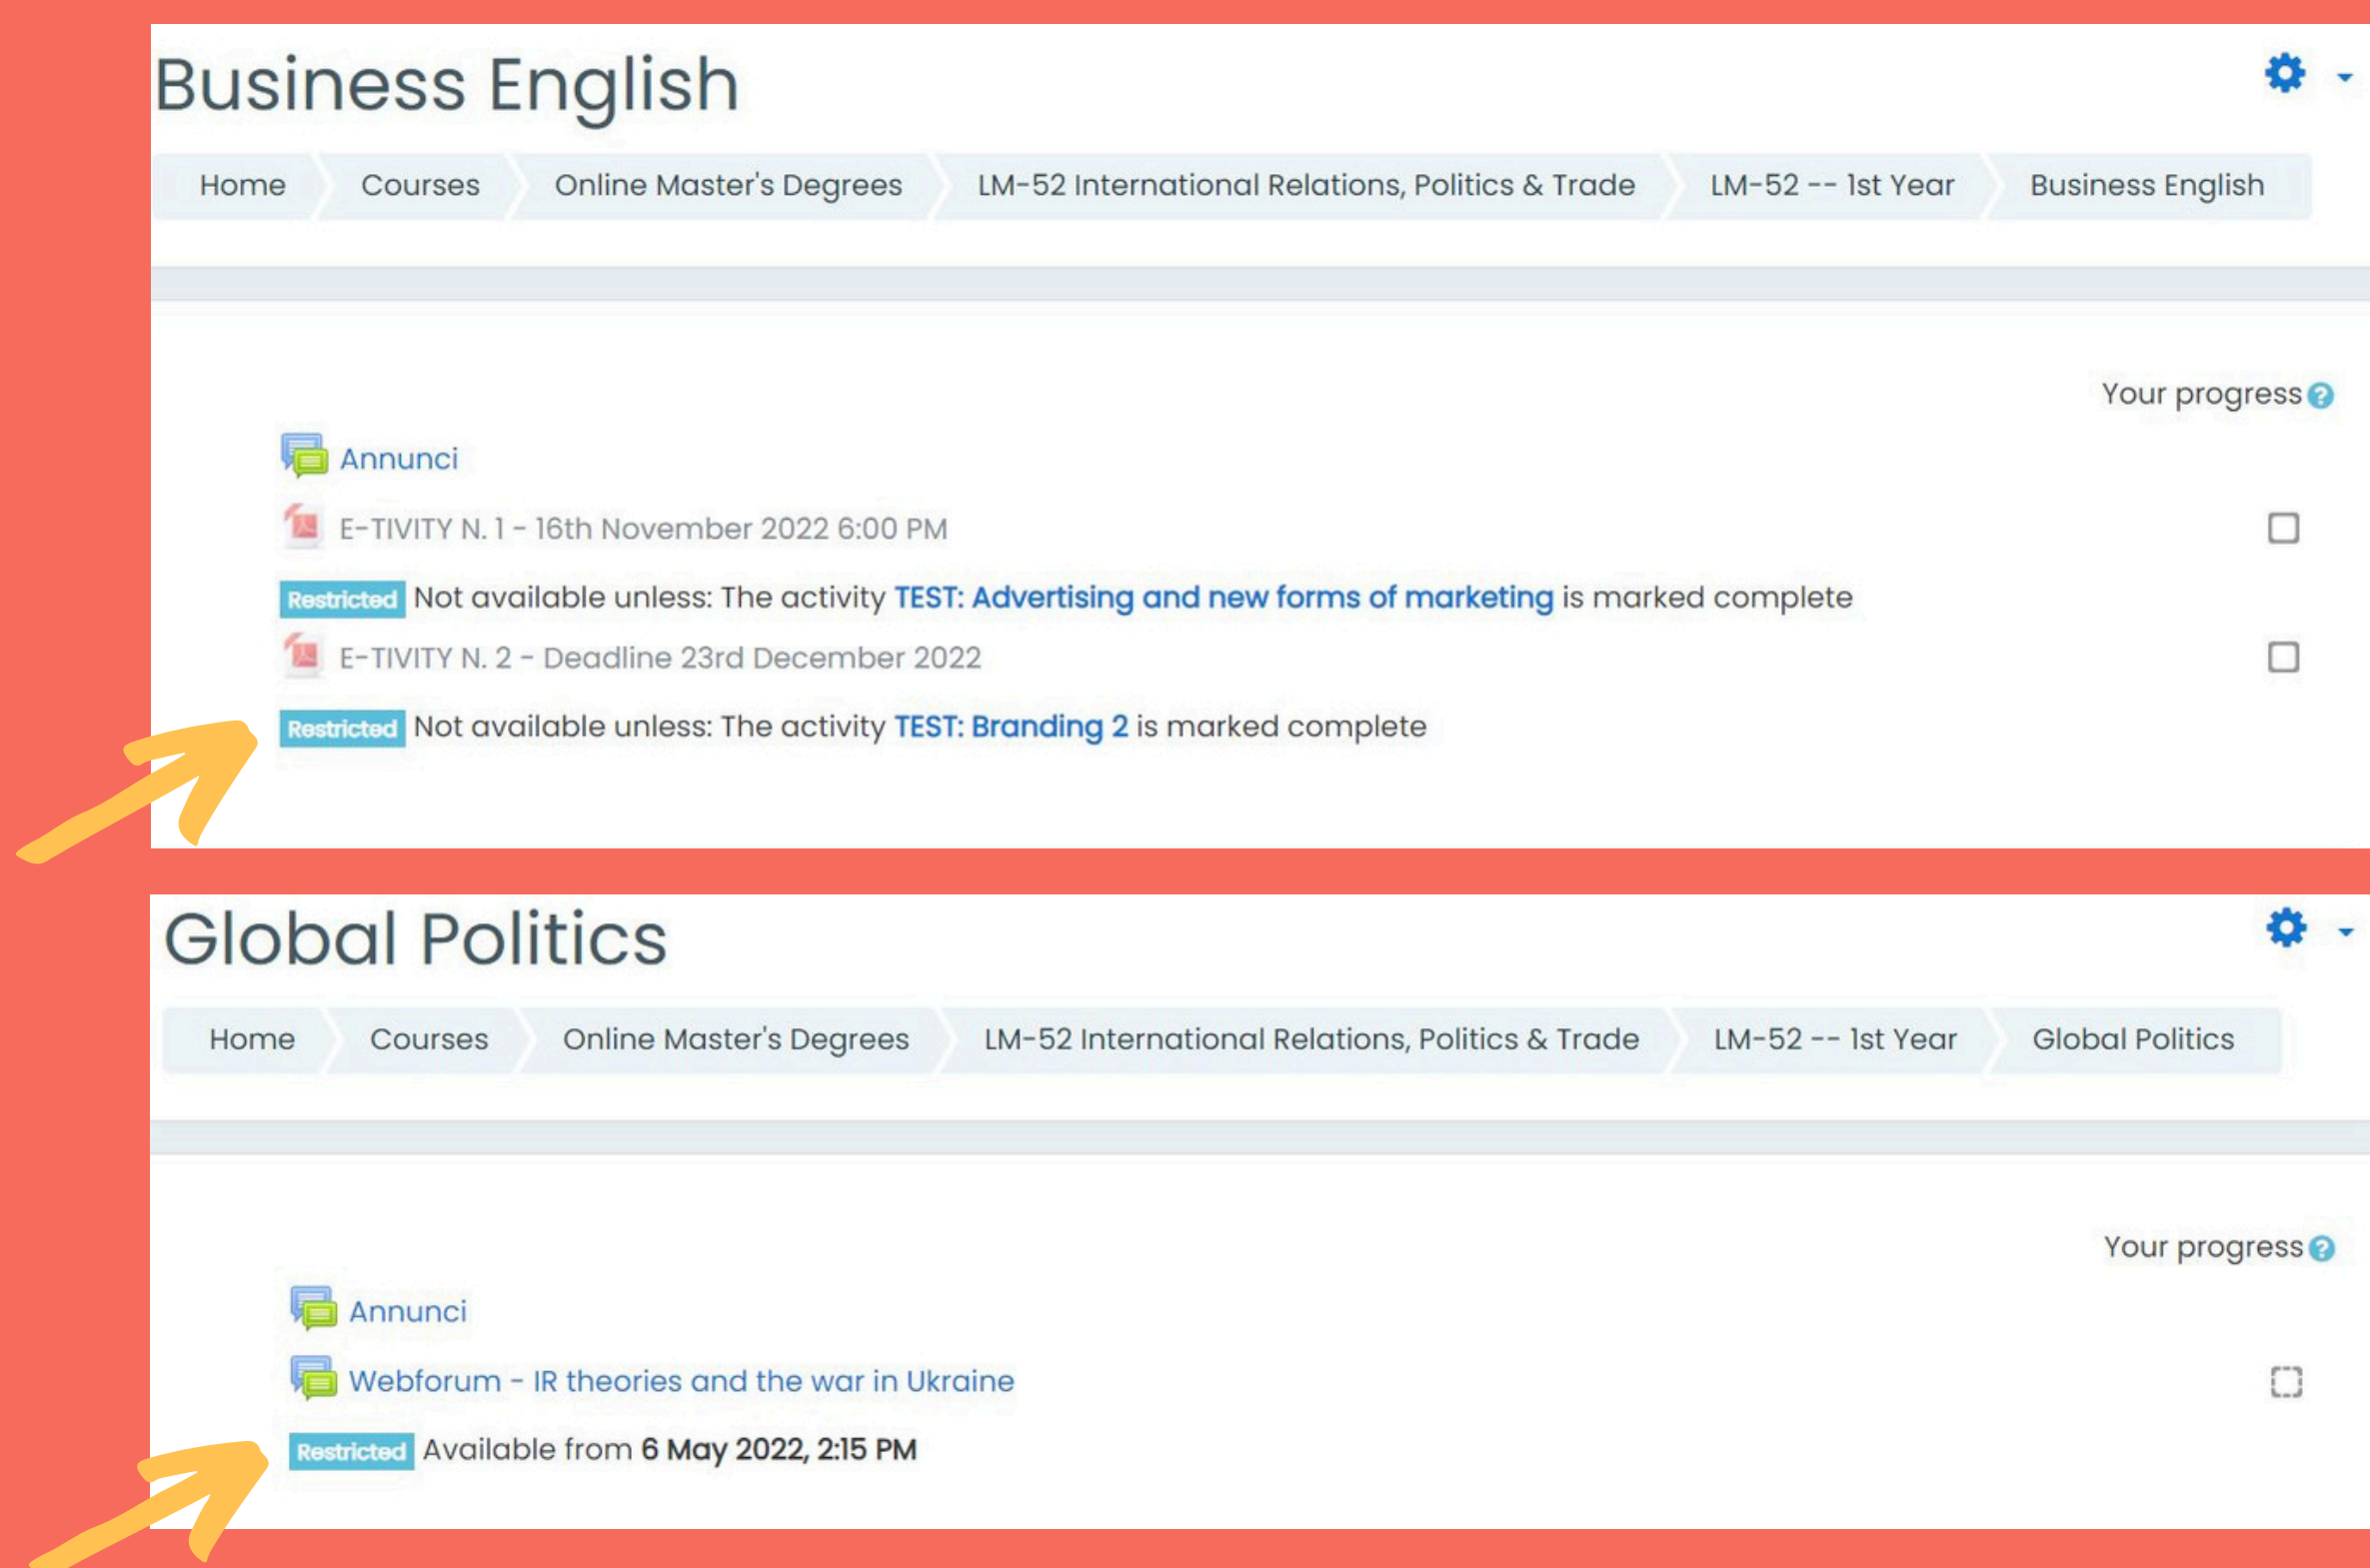 Business English
Home Courses Online Master's Degrees LM-52 International Relations, Politics & Trade LM-52 -- 1st Year Business English
Your progress
Annunci
E-TIVITY N. 1 - 16th November 2022 6:00 PM
Restricted Not available unless: The activity TEST: Advertising and new forms of marketing is marked complete
E-TIVITY N. 2 - Deadline 23rd December 2022
Restricted Not available unless: The activity TEST: Branding 2 is marked complete
Global Politics
Home Courses Online Master's Degrees LM-52 International Relations, Politics & Trade LM-52 -- 1st Year Global Politics
Your progress
Annunci
Webforum - IR theories and the war in Ukraine
Restricted Available from 6 May 2022, 2:15 PM